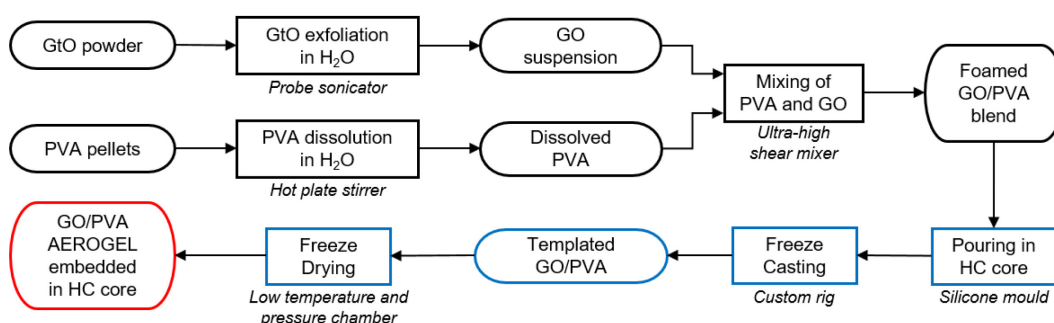 GtO powder
GtO exfoliation
in H₂O
Probe sonicator
GO
suspension
PVA pellets
PVA dissolution
in H₂O
Hot plate stirrer
Dissolved
PVA
Mixing of
PVA and GO
Ultra-high
shear mixer
Foamed
GO/PVA
blend
Pouring in
HC core
Silicone mould
Freeze
Casting
Custom rig
Templated
GO/PVA
Freeze
Drying
Low temperature and
pressure chamber
GO/PVA
AEROGEL
embedded
in HC core